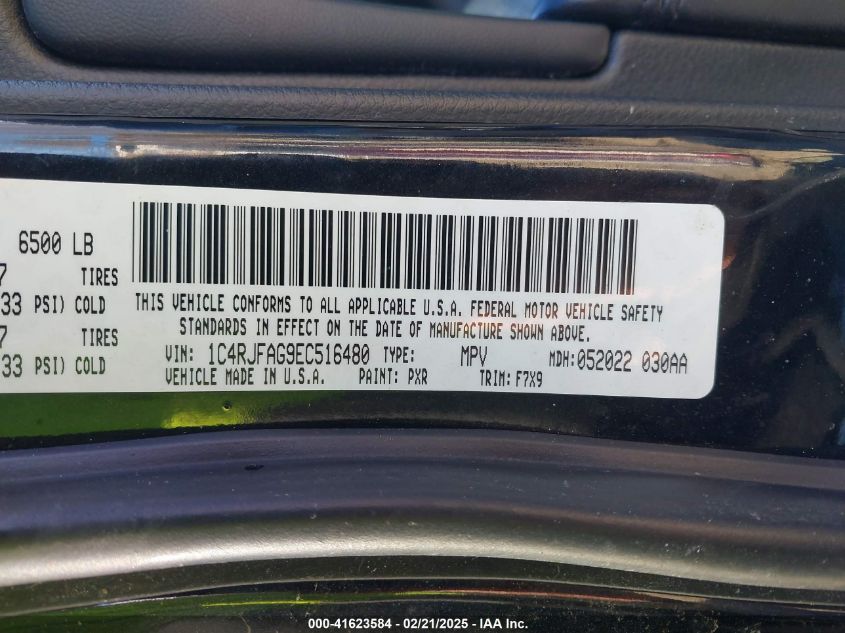 6500 LB
7 TIRES
33 PSI) COLD
7 TIRES
33 PSI) COLD
THIS VEHICLE CONFORMS TO ALL APPLICABLE U.S.A. FEDERAL MOTOR VEHICLE SAFETY
STANDARDS IN EFFECT ON THE DATE OF MANUFACTURE SHOWN ABOVE.
VIN: 1C4RJFAG9EC516480 TYPE: MPV MDH:052022 030AA
VEHICLE MADE IN U.S.A. PAINT: PXR TRIM: F7X9
000-41623584 - 02/21/2025 - IAA Inc.